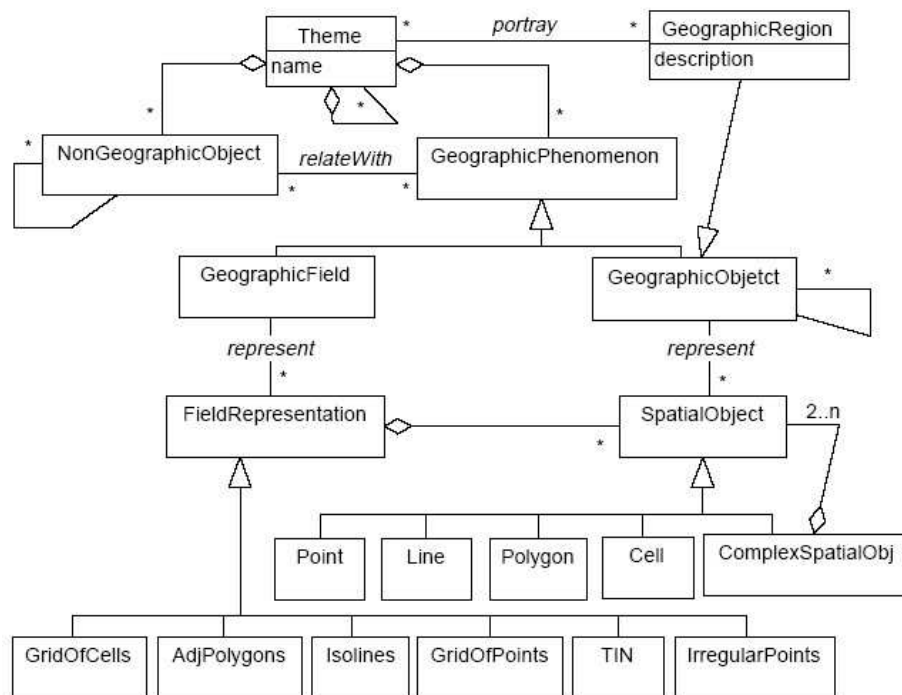 Theme
name
*
portray
*
GeographicRegion
description
*
*
*
*
NonGeographicObject
relateWith
*
*
GeographicPhenomenon
GeographicField
GeographicObjetct
*
represent
*
represent
*
FieldRepresentation
*
SpatialObject
2..n
Point
Line
Polygon
Cell
ComplexSpatialObj
GridOfCells
AdjPolygons
Isolines
GridOfPoints
TIN
IrregularPoints